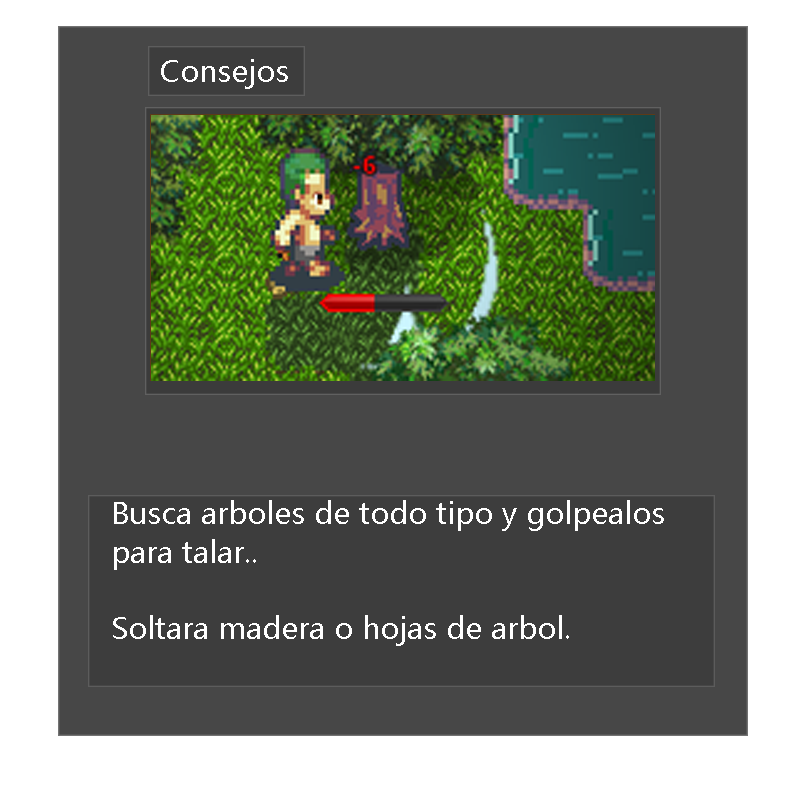 Consejos
-6
Busca arboles de todo tipo y golpealos
para talar..
Soltara madera o hojas de arbol.